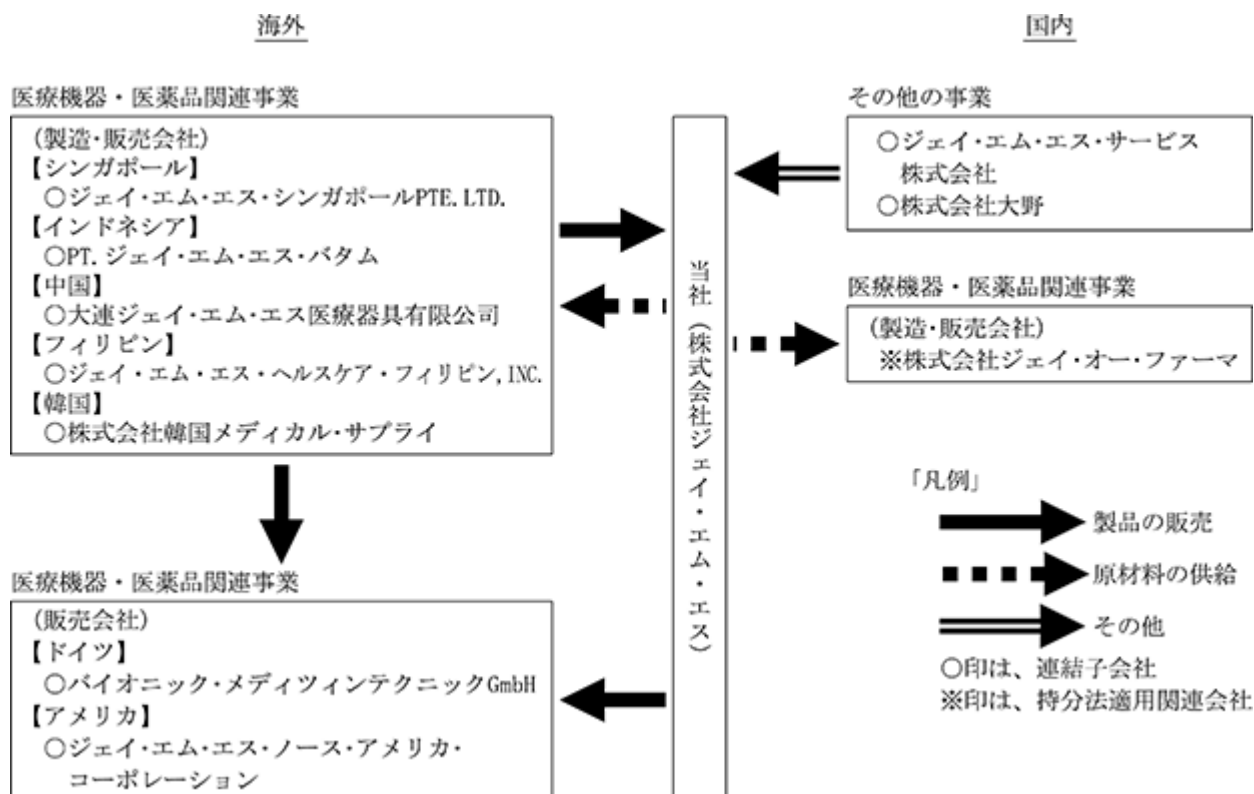 海外
医療機器・医薬品関連事業
(製造・販売会社)
【シンガポール】
○ジェイ・エム・エス・シンガポールPTE.LTD.
【インドネシア】
○PT.ジェイ・エム・エス・バタム
【中国】
○大連ジェイ・エム・エス医療器具有限公司
【フィリピン】
○ジェイ・エム・エス・ヘルスケア・フィリピン,INC.
【韓国】
○株式会社韓国メディカル・サプライ
医療機器・医薬品関連事業
(販売会社)
【ドイツ】
○バイオニック・メディツィンテクニックGmbH
【アメリカ】
○ジェイ・エム・エス・ノース・アメリカ・
コーポレーション
当社(株式会社ジェイ・エム・エス)
国内
その他の事業
○ジェイ・エム・エス・サービス
株式会社
○株式会社大野
医療機器・医薬品関連事業
(製造・販売会社)
※株式会社ジェイ・オー・ファーマ
「凡例」
製品の販売
原材料の供給
その他
○印は、連結子会社
※印は、持分法適用関連会社